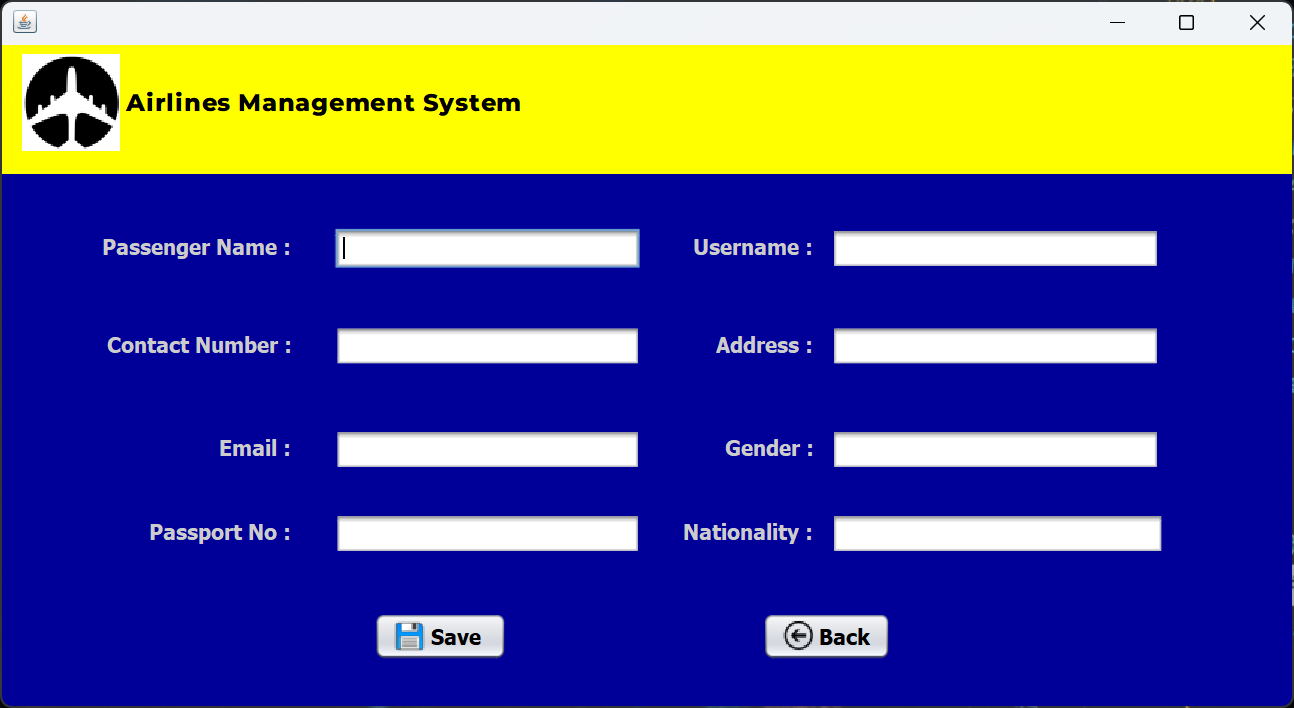 Airlines Management System
Passenger Name :
Username :
Contact Number :
Address :
Email :
Gender :
Passport No :
Nationality :
Save
Back